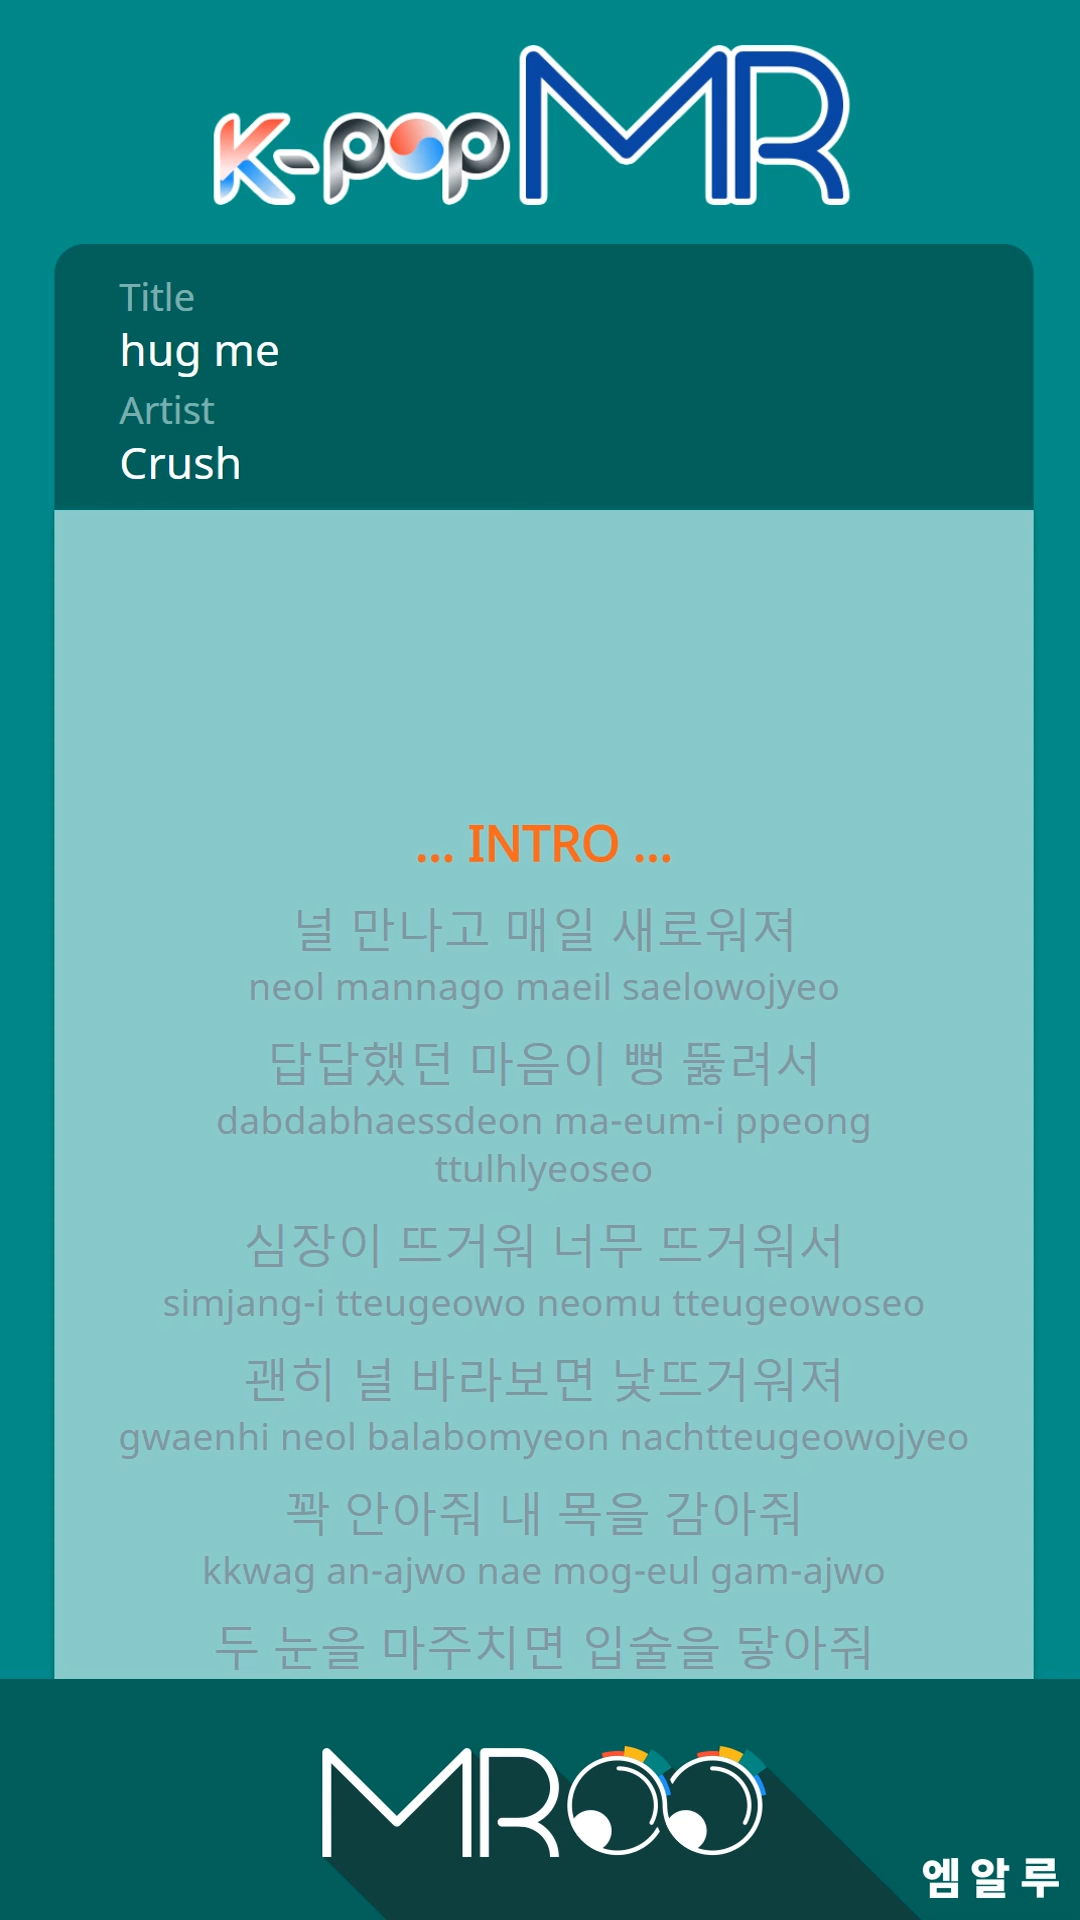 K-pop MR
Title
hug me
Artist
Crush
... INTRO ...
널 만나고 매일 새로워져
neol mannago maeil saelowojyeo
답답했던 마음이 뻥 뚫려서
dabdabhaessdeon ma-eum-i ppeong
ttulhlyeoseo
심장이 뜨거워 너무 뜨거워서
simjang-i tteugeowo neomu tteugeowoseo
괜히 널 바라보면 낯뜨거워져
gwaenhi neol balabomyeon nachtteugeowojyeo
꽉 안아줘 내 목을 감아줘
kkwag an-ajwo nae mog-eul gam-ajwo
두 눈을 마주치면 입술을 닿아줘
MROO
엠알루